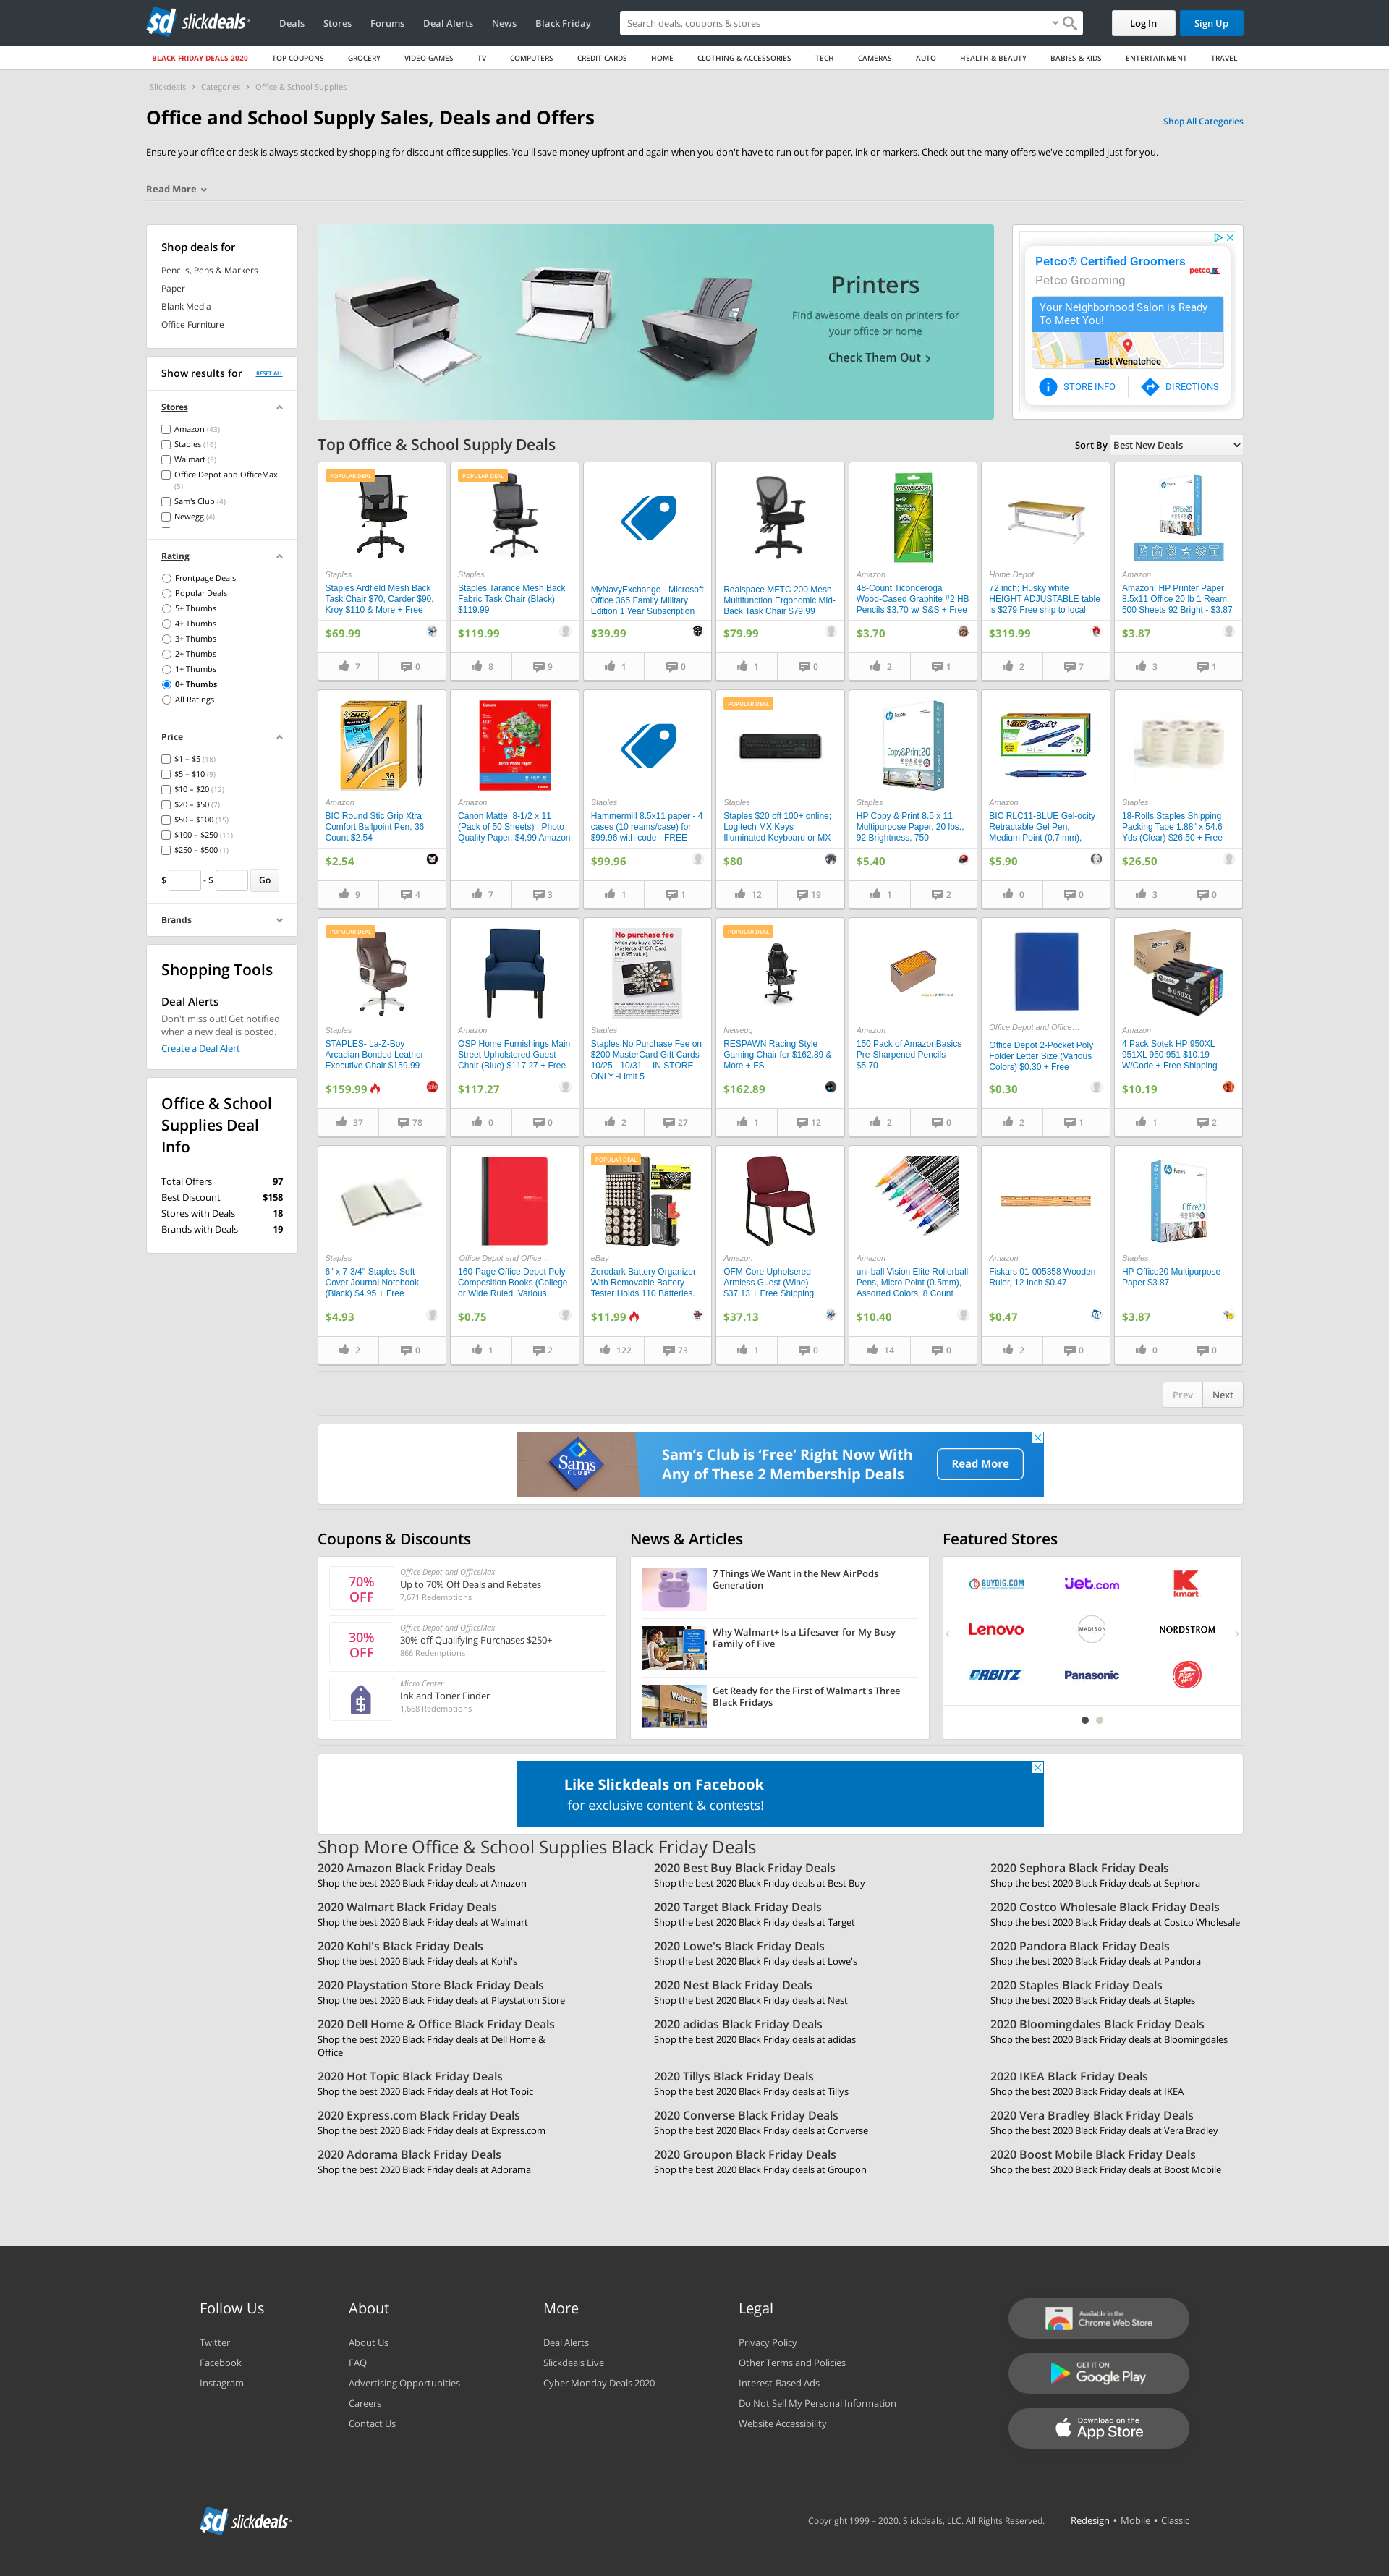 slickdeals
Deals
Stores
Forums
Deal Alerts
News
Black Friday
Search deals, coupons & stores
Log In
Sign Up
BLACK FRIDAY DEALS 2020
TOP COUPONS
GROCERY
VIDEO GAMES
TV
COMPUTERS
CREDIT CARDS
HOME
CLOTHING & ACCESSORIES
TECH
CAMERAS
AUTO
HEALTH & BEAUTY
BABIES & KIDS
ENTERTAINMENT
TRAVEL
Slickdeals > Categories > Office & School Supplies
Office and School Supply Sales, Deals and Offers
Shop All Categories
Ensure your office or desk is always stocked by shopping for discount office supplies. You'll save money upfront and again when you don't have to run out for paper, ink or markers. Check out the many offers we've compiled just for you.
Read More
Shop deals for
Pencils, Pens & Markers
Paper
Blank Media
Office Furniture
Show results for
RESET ALL
Stores
Amazon (43)
Staples (16)
Walmart (9)
Office Depot and OfficeMax
(5)
Sam's Club (4)
Newegg (4)
Rating
Frontpage Deals
Popular Deals
5+ Thumbs
4+ Thumbs
3+ Thumbs
2+ Thumbs
1+ Thumbs
0+ Thumbs
All Ratings
Price
$1 – $5 (18)
$5 – $10 (9)
$10 – $20 (12)
$20 – $50 (7)
$50 – $100 (15)
$100 – $250 (11)
$250 – $500 (1)
$ - $ Go
Brands
Shopping Tools
Deal Alerts
Don't miss out! Get notified
when a new deal is posted.
Create a Deal Alert
Office & School
Supplies Deal
Info
Total Offers 97
Best Discount $158
Stores with Deals 18
Brands with Deals 19
Printers
Find awesome deals on printers for
your office or home
Check Them Out
Petco® Certified Groomers
Petco Grooming
petco
Your Neighborhood Salon is Ready
To Meet You!
East Wenatchee
STORE INFO
DIRECTIONS
Top Office & School Supply Deals
Sort By Best New Deals
POPULAR DEAL
Staples
Staples Ardfield Mesh Back
Task Chair $70, Carder $90,
Kroy $110 & More + Free
$69.99
7 0
POPULAR DEAL
Staples
Staples Tarance Mesh Back
Fabric Task Chair (Black)
$119.99
$119.99
8 9
MyNavyExchange - Microsoft
Office 365 Family Military
Edition 1 Year Subscription
$39.99
1 0
Realspace MFTC 200 Mesh
Multifunction Ergonomic Mid-
Back Task Chair $79.99
$79.99
1 0
TICONDEROGA
Amazon
48-Count Ticonderoga
Wood-Cased Graphite #2 HB
Pencils $3.70 w/ S&S + Free
$3.70
2 1
Home Depot
72 inch; Husky white
HEIGHT ADJUSTABLE table
is $279 Free ship to local
$319.99
2 7
Office20
Amazon
Amazon: HP Printer Paper
8.5x11 Office 20 lb 1 Ream
500 Sheets 92 Bright - $3.87
$3.87
3 1
BIC
36
Amazon
BIC Round Stic Grip Xtra
Comfort Ballpoint Pen, 36
Count $2.54
$2.54
9 4
Canon
Amazon
Canon Matte, 8-1/2 x 11
(Pack of 50 Sheets) : Photo
Quality Paper. $4.99 Amazon
7 3
Staples
Hammermill 8.5x11 paper - 4
cases (10 reams/case) for
$99.96 with code - FREE
$99.96
1 1
POPULAR DEAL
Staples
Staples $20 off 100+ online;
Logitech MX Keys
Illuminated Keyboard or MX
$80
12 19
Copy&Print20
Staples
HP Copy & Print 8.5 x 11
Multipurpose Paper, 20 lbs.,
92 Brightness, 750
$5.40
1 2
BIC Gelocity
Amazon
BIC RLC11-BLUE Gel-ocity
Retractable Gel Pen,
Medium Point (0.7 mm),
$5.90
0 0
Staples
18-Rolls Staples Shipping
Packing Tape 1.88" x 54.6
Yds (Clear) $26.50 + Free
$26.50
3 0
POPULAR DEAL
Staples
STAPLES- La-Z-Boy
Arcadian Bonded Leather
Executive Chair $159.99
$159.99
37 78
Amazon
OSP Home Furnishings Main
Street Upholstered Guest
Chair (Blue) $117.27 + Free
$117.27
0 0
No purchase fee
when you buy a $200
Mastercard® Gift Card
(a $6.95 value).
Staples
Staples No Purchase Fee on
$200 MasterCard Gift Cards
10/25 - 10/31 -- IN STORE
ONLY -Limit 5
2 27
POPULAR DEAL
Newegg
RESPAWN Racing Style
Gaming Chair for $162.89 &
More + FS
$162.89
1 12
Amazon
150 Pack of AmazonBasics
Pre-Sharpened Pencils
$5.70
2 0
Office Depot and Office...
Office Depot 2-Pocket Poly
Folder Letter Size (Various
Colors) $0.30 + Free
$0.30
2 1
950XL
Amazon
4 Pack Sotek HP 950XL
951XL 950 951 $10.19
W/Code + Free Shipping
$10.19
1 2
Staples
6" x 7-3/4" Staples Soft
Cover Journal Notebook
(Black) $4.95 + Free
$4.93
2 0
Office Depot and Office...
160-Page Office Depot Poly
Composition Books (College
or Wide Ruled, Various
$0.75
1 2
POPULAR DEAL
eBay
Zerodark Battery Organizer
With Removable Battery
Tester Holds 110 Batteries.
$11.99
122 73
Amazon
OFM Core Upholsered
Armless Guest (Wine)
$37.13 + Free Shipping
$37.13
1 0
Amazon
uni-ball Vision Elite Rollerball
Pens, Micro Point (0.5mm),
Assorted Colors, 8 Count
$10.40
14 0
Amazon
Fiskars 01-005358 Wooden
Ruler, 12 Inch $0.47
$0.47
2 0
Office20
Staples
HP Office20 Multipurpose
Paper $3.87
$3.87
0 0
Prev Next
Sam's CLUB
Sam's Club is 'Free' Right Now With
Any of These 2 Membership Deals
Read More
Coupons & Discounts
70%
OFF
Office Depot and OfficeMax
Up to 70% Off Deals and Rebates
7,671 Redemptions
30%
OFF
Office Depot and OfficeMax
30% off Qualifying Purchases $250+
866 Redemptions
Micro Center
Ink and Toner Finder
1,668 Redemptions
News & Articles
7 Things We Want in the New AirPods
Generation
Why Walmart+ Is a Lifesaver for My Busy
Family of Five
Walmart
Get Ready for the First of Walmart's Three
Black Fridays
Featured Stores
BUYDIG.COM
Jet.com
kmart
Lenovo
MADISON
NORDSTROM
ORBITZ
Panasonic
Pizza Hut
Like Slickdeals on Facebook
for exclusive content & contests!
Shop More Office & School Supplies Black Friday Deals
2020 Amazon Black Friday Deals
Shop the best 2020 Black Friday deals at Amazon
2020 Best Buy Black Friday Deals
Shop the best 2020 Black Friday deals at Best Buy
2020 Sephora Black Friday Deals
Shop the best 2020 Black Friday deals at Sephora
2020 Walmart Black Friday Deals
Shop the best 2020 Black Friday deals at Walmart
2020 Target Black Friday Deals
Shop the best 2020 Black Friday deals at Target
2020 Costco Wholesale Black Friday Deals
Shop the best 2020 Black Friday deals at Costco Wholesale
2020 Kohl's Black Friday Deals
Shop the best 2020 Black Friday deals at Kohl's
2020 Lowe's Black Friday Deals
Shop the best 2020 Black Friday deals at Lowe's
2020 Pandora Black Friday Deals
Shop the best 2020 Black Friday deals at Pandora
2020 Playstation Store Black Friday Deals
Shop the best 2020 Black Friday deals at Playstation Store
2020 Nest Black Friday Deals
Shop the best 2020 Black Friday deals at Nest
2020 Staples Black Friday Deals
Shop the best 2020 Black Friday deals at Staples
2020 Dell Home & Office Black Friday Deals
Shop the best 2020 Black Friday deals at Dell Home &
Office
2020 adidas Black Friday Deals
Shop the best 2020 Black Friday deals at adidas
2020 Bloomingdales Black Friday Deals
Shop the best 2020 Black Friday deals at Bloomingdales
2020 Hot Topic Black Friday Deals
Shop the best 2020 Black Friday deals at Hot Topic
2020 Tillys Black Friday Deals
Shop the best 2020 Black Friday deals at Tillys
2020 IKEA Black Friday Deals
Shop the best 2020 Black Friday deals at IKEA
2020 Express.com Black Friday Deals
Shop the best 2020 Black Friday deals at Express.com
2020 Converse Black Friday Deals
Shop the best 2020 Black Friday deals at Converse
2020 Vera Bradley Black Friday Deals
Shop the best 2020 Black Friday deals at Vera Bradley
2020 Adorama Black Friday Deals
Shop the best 2020 Black Friday deals at Adorama
2020 Groupon Black Friday Deals
Shop the best 2020 Black Friday deals at Groupon
2020 Boost Mobile Black Friday Deals
Shop the best 2020 Black Friday deals at Boost Mobile
Follow Us
Twitter
Facebook
Instagram
About
About Us
FAQ
Advertising Opportunities
Careers
Contact Us
More
Deal Alerts
Slickdeals Live
Cyber Monday Deals 2020
Legal
Privacy Policy
Other Terms and Policies
Interest-Based Ads
Do Not Sell My Personal Information
Website Accessibility
Available in the
Chrome Web Store
GET IT ON
Google Play
Download on the
App Store
slickdeals
Copyright 1999 – 2020. Slickdeals, LLC. All Rights Reserved.
Redesign • Mobile • Classic